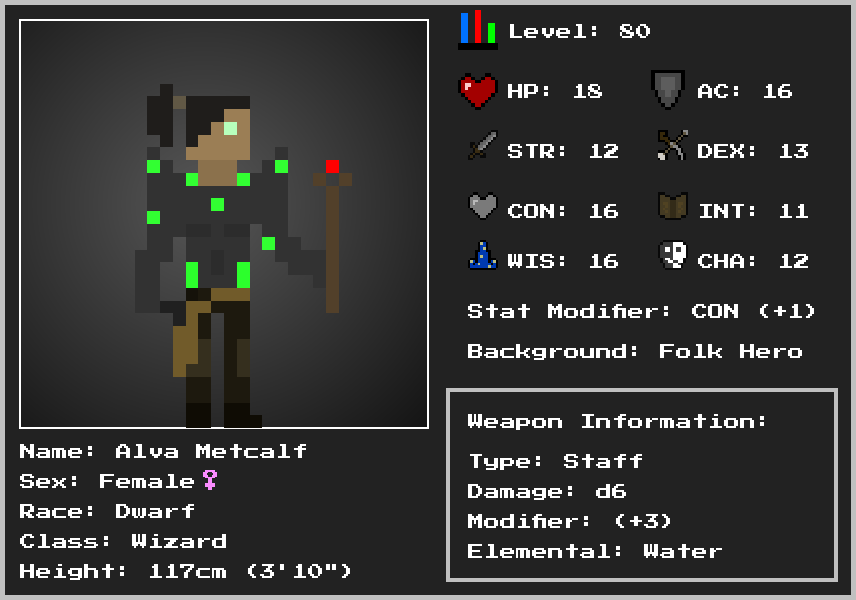 Level: 80
HP: 18
AC: 16
STR: 12
DEX: 13
CON: 16
INT: 11
WIS: 16
CHA: 12
Stat Modifier: CON (+1)
Background: Folk Hero
Weapon Information:
Type: Staff
Damage: d6
Modifier: (+3)
Elemental: Water
Name: Alva Metcalf
Sex: Female♀
Race: Dwarf
Class: Wizard
Height: 117cm (3'10")